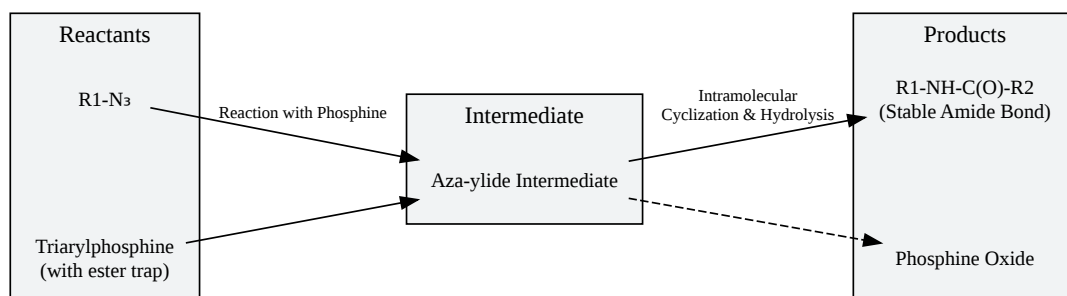 Reactants
R1-N₃
Triarylphosphine
(with ester trap)
Reaction with Phosphine
Intermediate
Aza-ylide Intermediate
Intramolecular
Cyclization & Hydrolysis
Products
R1-NH-C(O)-R2
(Stable Amide Bond)
Phosphine Oxide